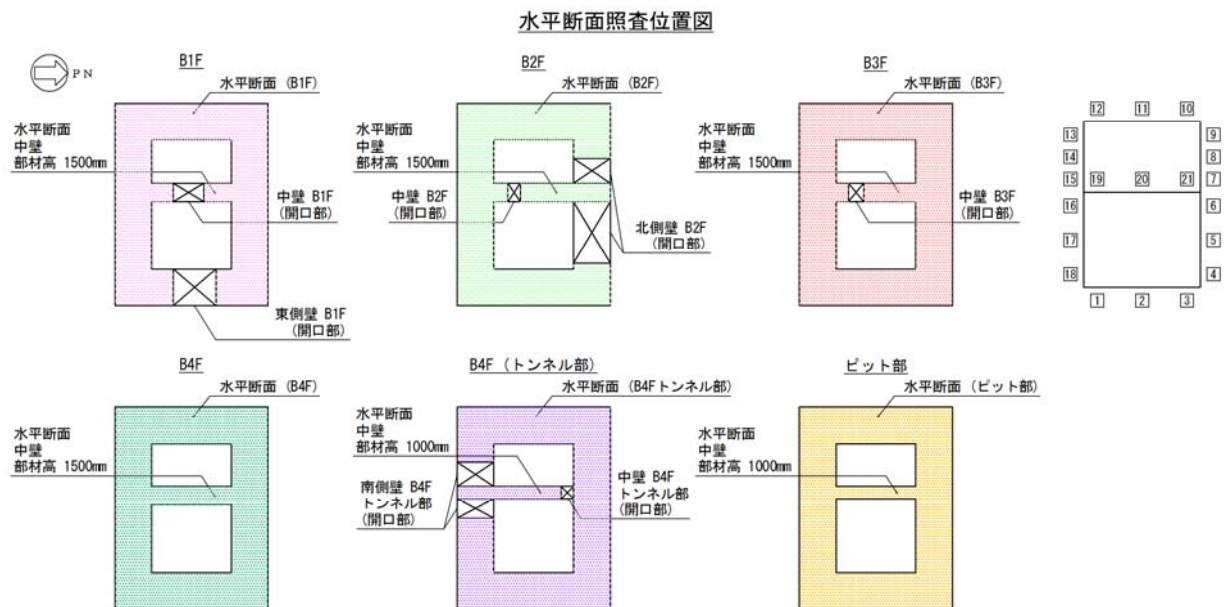 水平断面照査位置図
PN
B1F
水平断面 (B1F)
水平断面
中壁
部材高 1500mm
中壁 B1F
(開口部)
東側壁 B1F
(開口部)
B2F
水平断面 (B2F)
水平断面
中壁
部材高 1500mm
中壁 B2F
(開口部)
北側壁 B2F
(開口部)
B3F
水平断面 (B3F)
水平断面
中壁
部材高 1500mm
中壁 B3F
(開口部)
12 11 10
13 9
14 8
15 19 20 21 7
16 6
17 5
18 4
1 2 3
B4F
水平断面 (B4F)
水平断面
中壁
部材高 1500mm
B4F (トンネル部)
水平断面 (B4Fトンネル部)
水平断面
中壁
部材高 1000mm
南側壁 B4F
トンネル部
(開口部)
中壁 B4F
トンネル部
(開口部)
ピット部
水平断面 (ピット部)
水平断面
中壁
部材高 1000mm